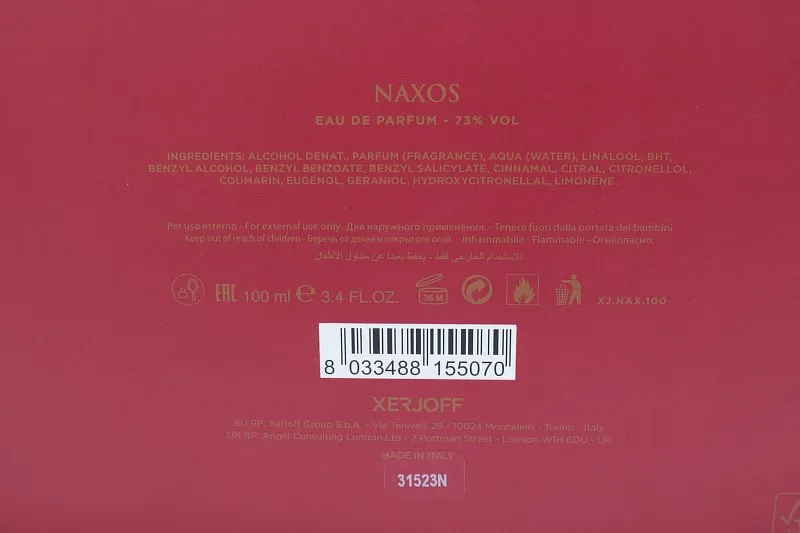 NAXOS
EAU DE PARFUM - 73% VOL
INGREDIENTS: ALCOHOL DENAT., PARFUM (FRAGRANCE), AQUA (WATER), LINALOOL, BHT,
BENZYL ALCOHOL, BENZYL BENZOATE, BENZYL SALICYLATE, CINNAMAL, CITRAL, CITRONELLOL,
COUMARIN, EUGENOL, GERANIOL, HYDROXYCITRONELLAL, LIMONENE.
Per uso esterno - For external use only Для наружного применения. - Tenere fuori dalla portata dei bambini
Keep out of reach of children - Беречь от детей и открытого огня. - Infiammabile - Flammable - Огнеопасно.
للاستخدام الخارجي فقط ، يحفظ بعيدا عن متناول الأطفال.
EAC 100 ml e 3.4 FL.OZ. 36 M XJ.NAX.100
8 033488 155070
XERJOFF
EU RP: Xerjoff Group S.p.A. - Via Tenivelli 29 - 10024 Moncalieri - Torino - Italy
UK RP: Angel Consulting London Ltd - 2 Portman Street - London W1H 6DU - UK
MADE IN ITALY
31523N